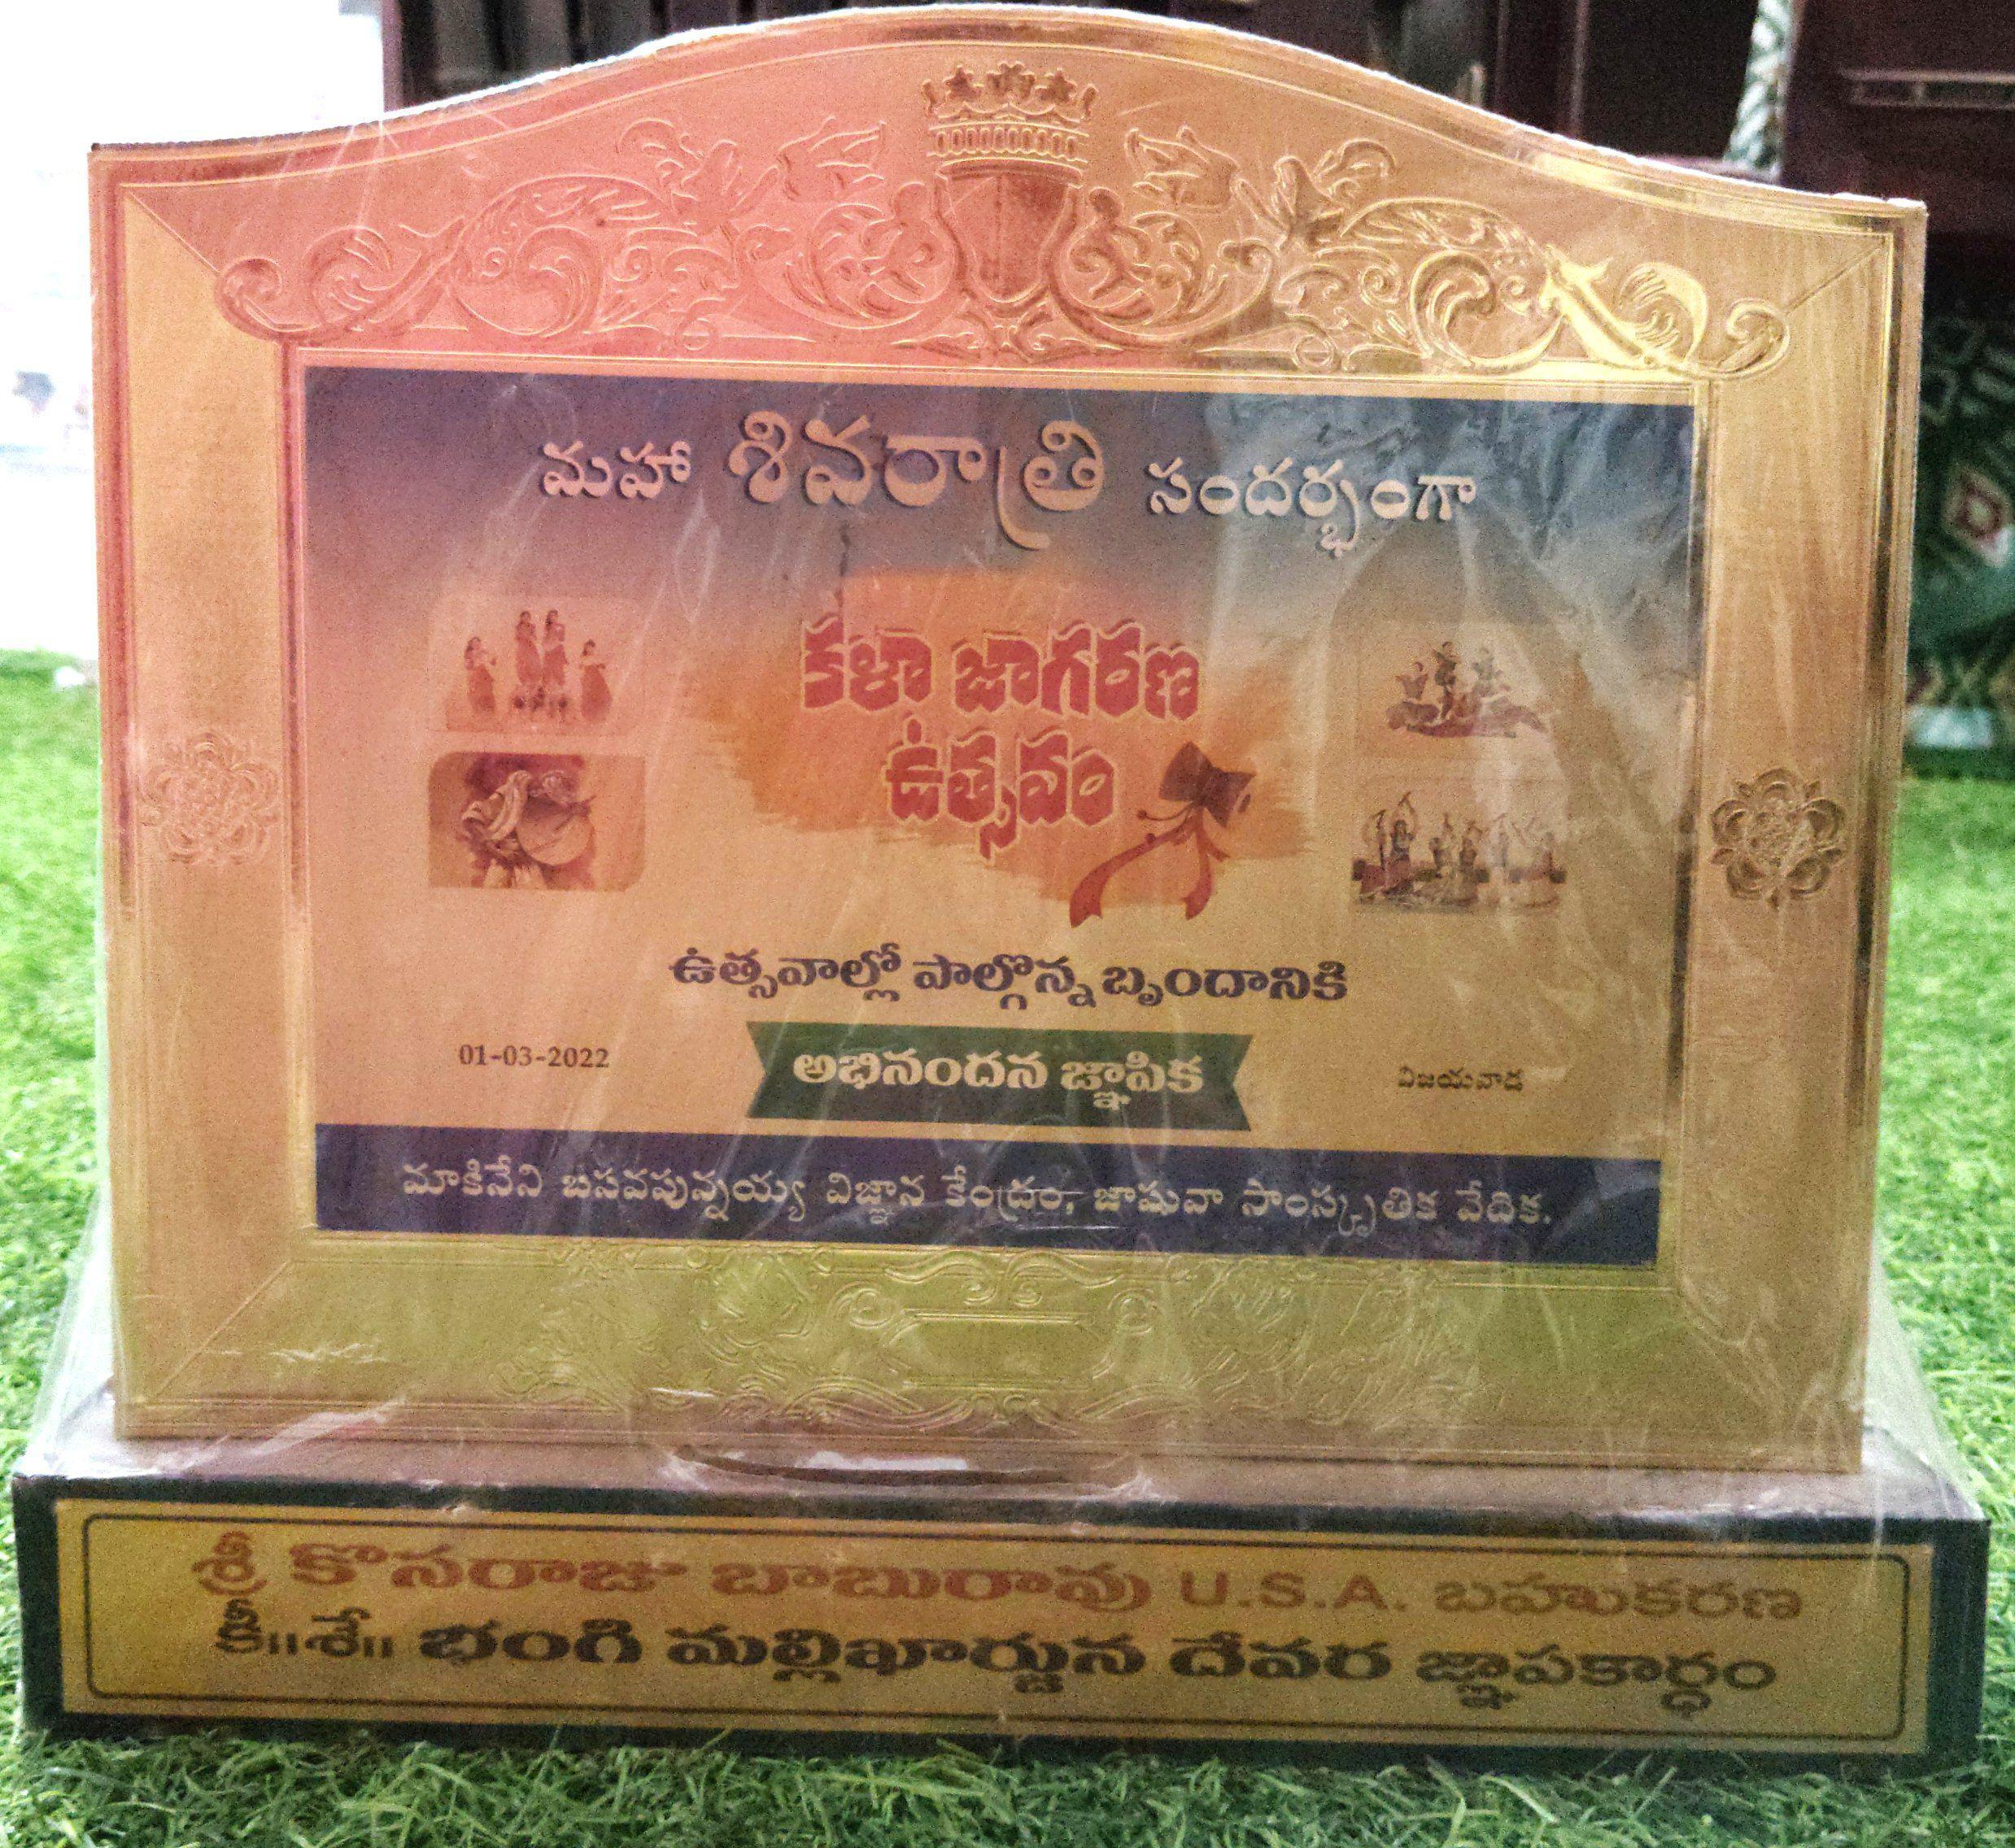 మహా శివరాత్రి సందర్భంగా
కళా జాగరణ
ఉత్సవం
ఉత్సవాల్లో పాల్గొన్న బృందానికి
01-03-2022
అభినందన జ్ఞాపిక
విజయవాడ
మాకినేని బసవపున్నయ్య విజ్ఞాన కేంద్రం, జాషువా సాంస్కృతిక వేదిక.
శ్రీ కొసరాజు బాబురావు U.S.A. బహుకరణ
కీ॥శే॥ భంగి మల్లిఖార్జున దేవర జ్ఞాపకార్ధం